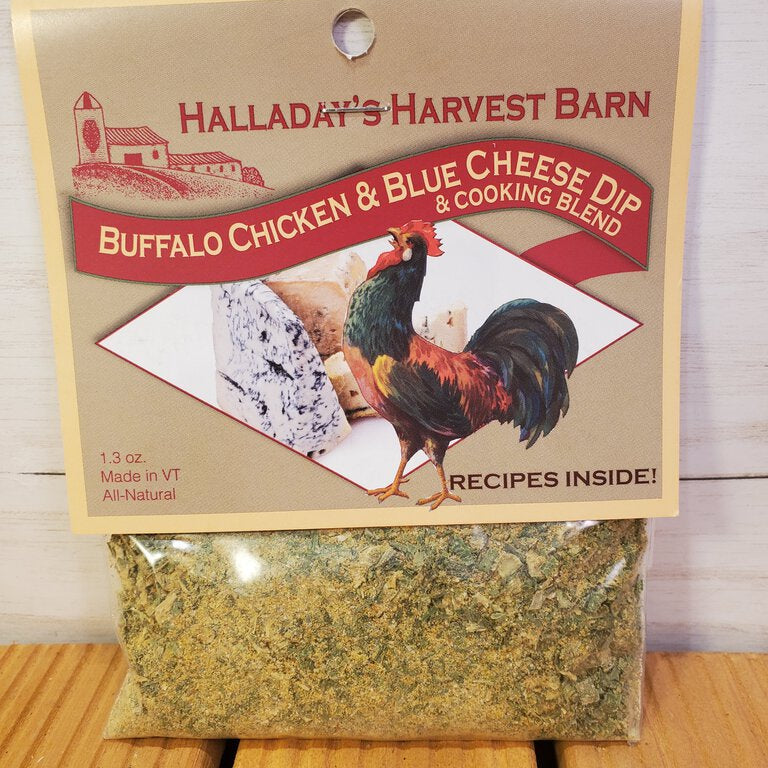 HALLADAY'S HARVEST BARN
BUFFALO CHICKEN & BLUE CHEESE DIP
& COOKING BLEND
1.3 oz.
Made in VT
All-Natural
RECIPES INSIDE!